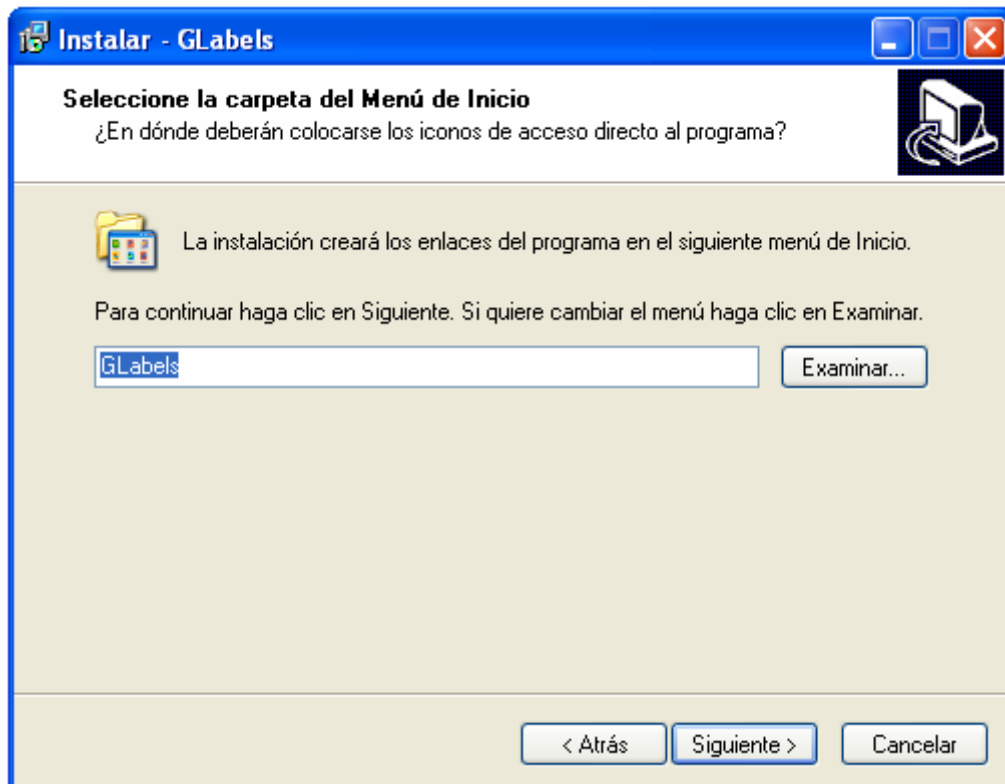 Instalar - GLabels
Seleccione la carpeta del Menú de Inicio
¿En dónde deberán colocarse los iconos de acceso directo al programa?
La instalación creará los enlaces del programa en el siguiente menú de Inicio.
Para continuar haga clic en Siguiente. Si quiere cambiar el menú haga clic en Examinar.
GLabels
Examinar...
< Atrás
Siguiente >
Cancelar